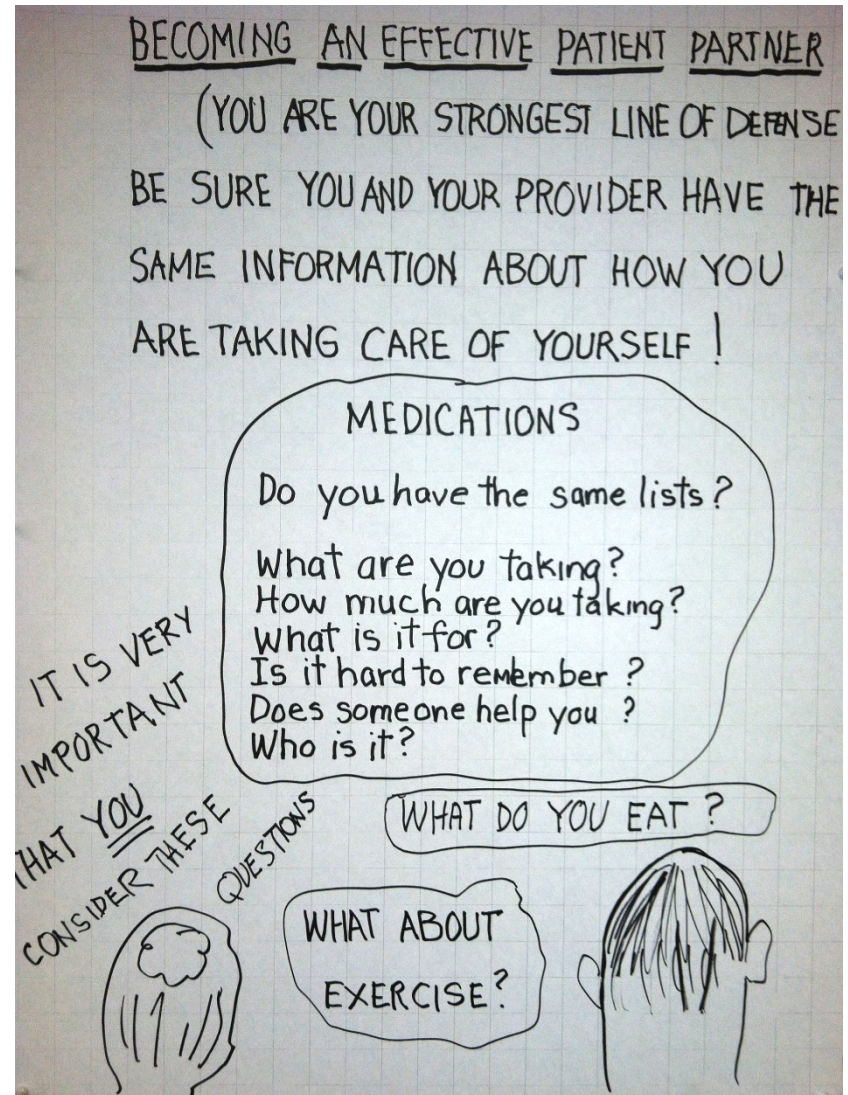 BECOMING AN EFFECTIVE PATIENT PARTNER
(YOU ARE YOUR STRONGEST LINE OF DEFENSE
BE SURE YOU AND YOUR PROVIDER HAVE THE
SAME INFORMATION ABOUT HOW YOU
ARE TAKING CARE OF YOURSELF !
MEDICATIONS
Do you have the same lists?
What are you taking?
How much are you taking?
What is it for?
Is it hard to remember ?
Does someone help you ?
Who is it?
IT IS VERY
IMPORTANT
THAT YOU
CONSIDER THESE
QUESTIONS
WHAT DO YOU EAT ?
WHAT ABOUT
EXERCISE?